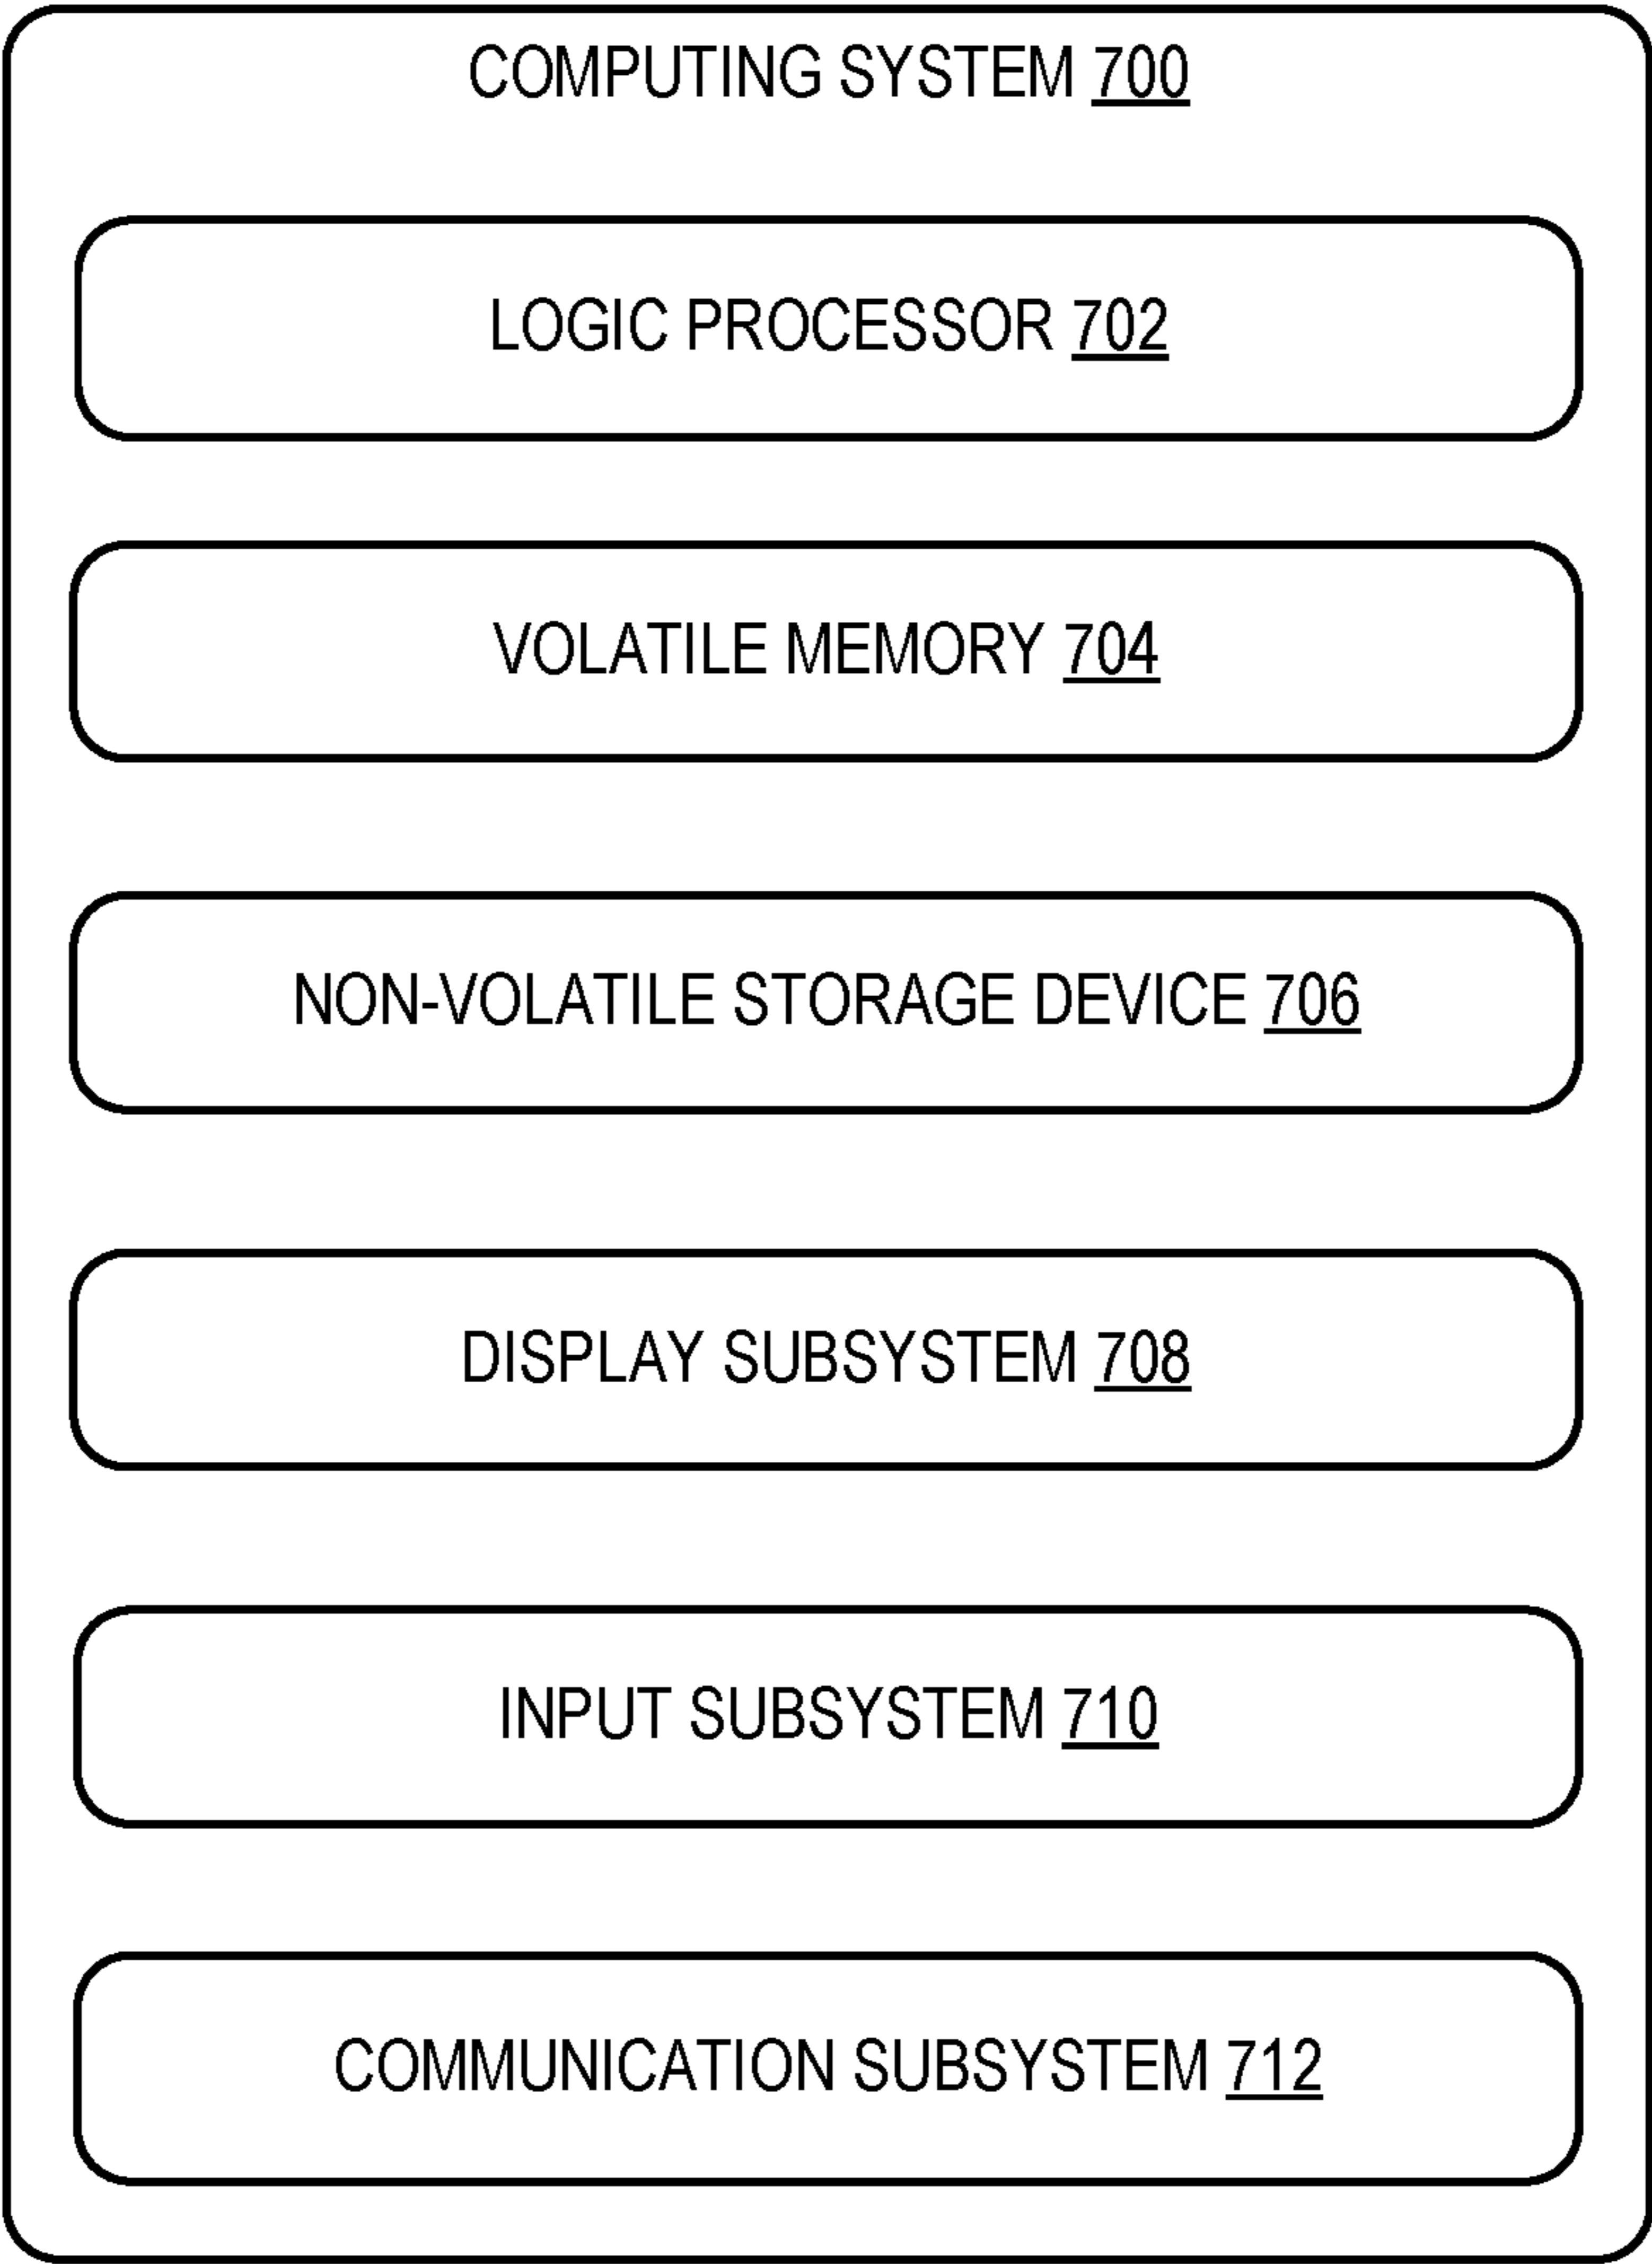 COMPUTING SYSTEM 700
LOGIC PROCESSOR 702
VOLATILE MEMORY 704
NON-VOLATILE STORAGE DEVICE 706
DISPLAY SUBSYSTEM 708
INPUT SUBSYSTEM 710
COMMUNICATION SUBSYSTEM 712